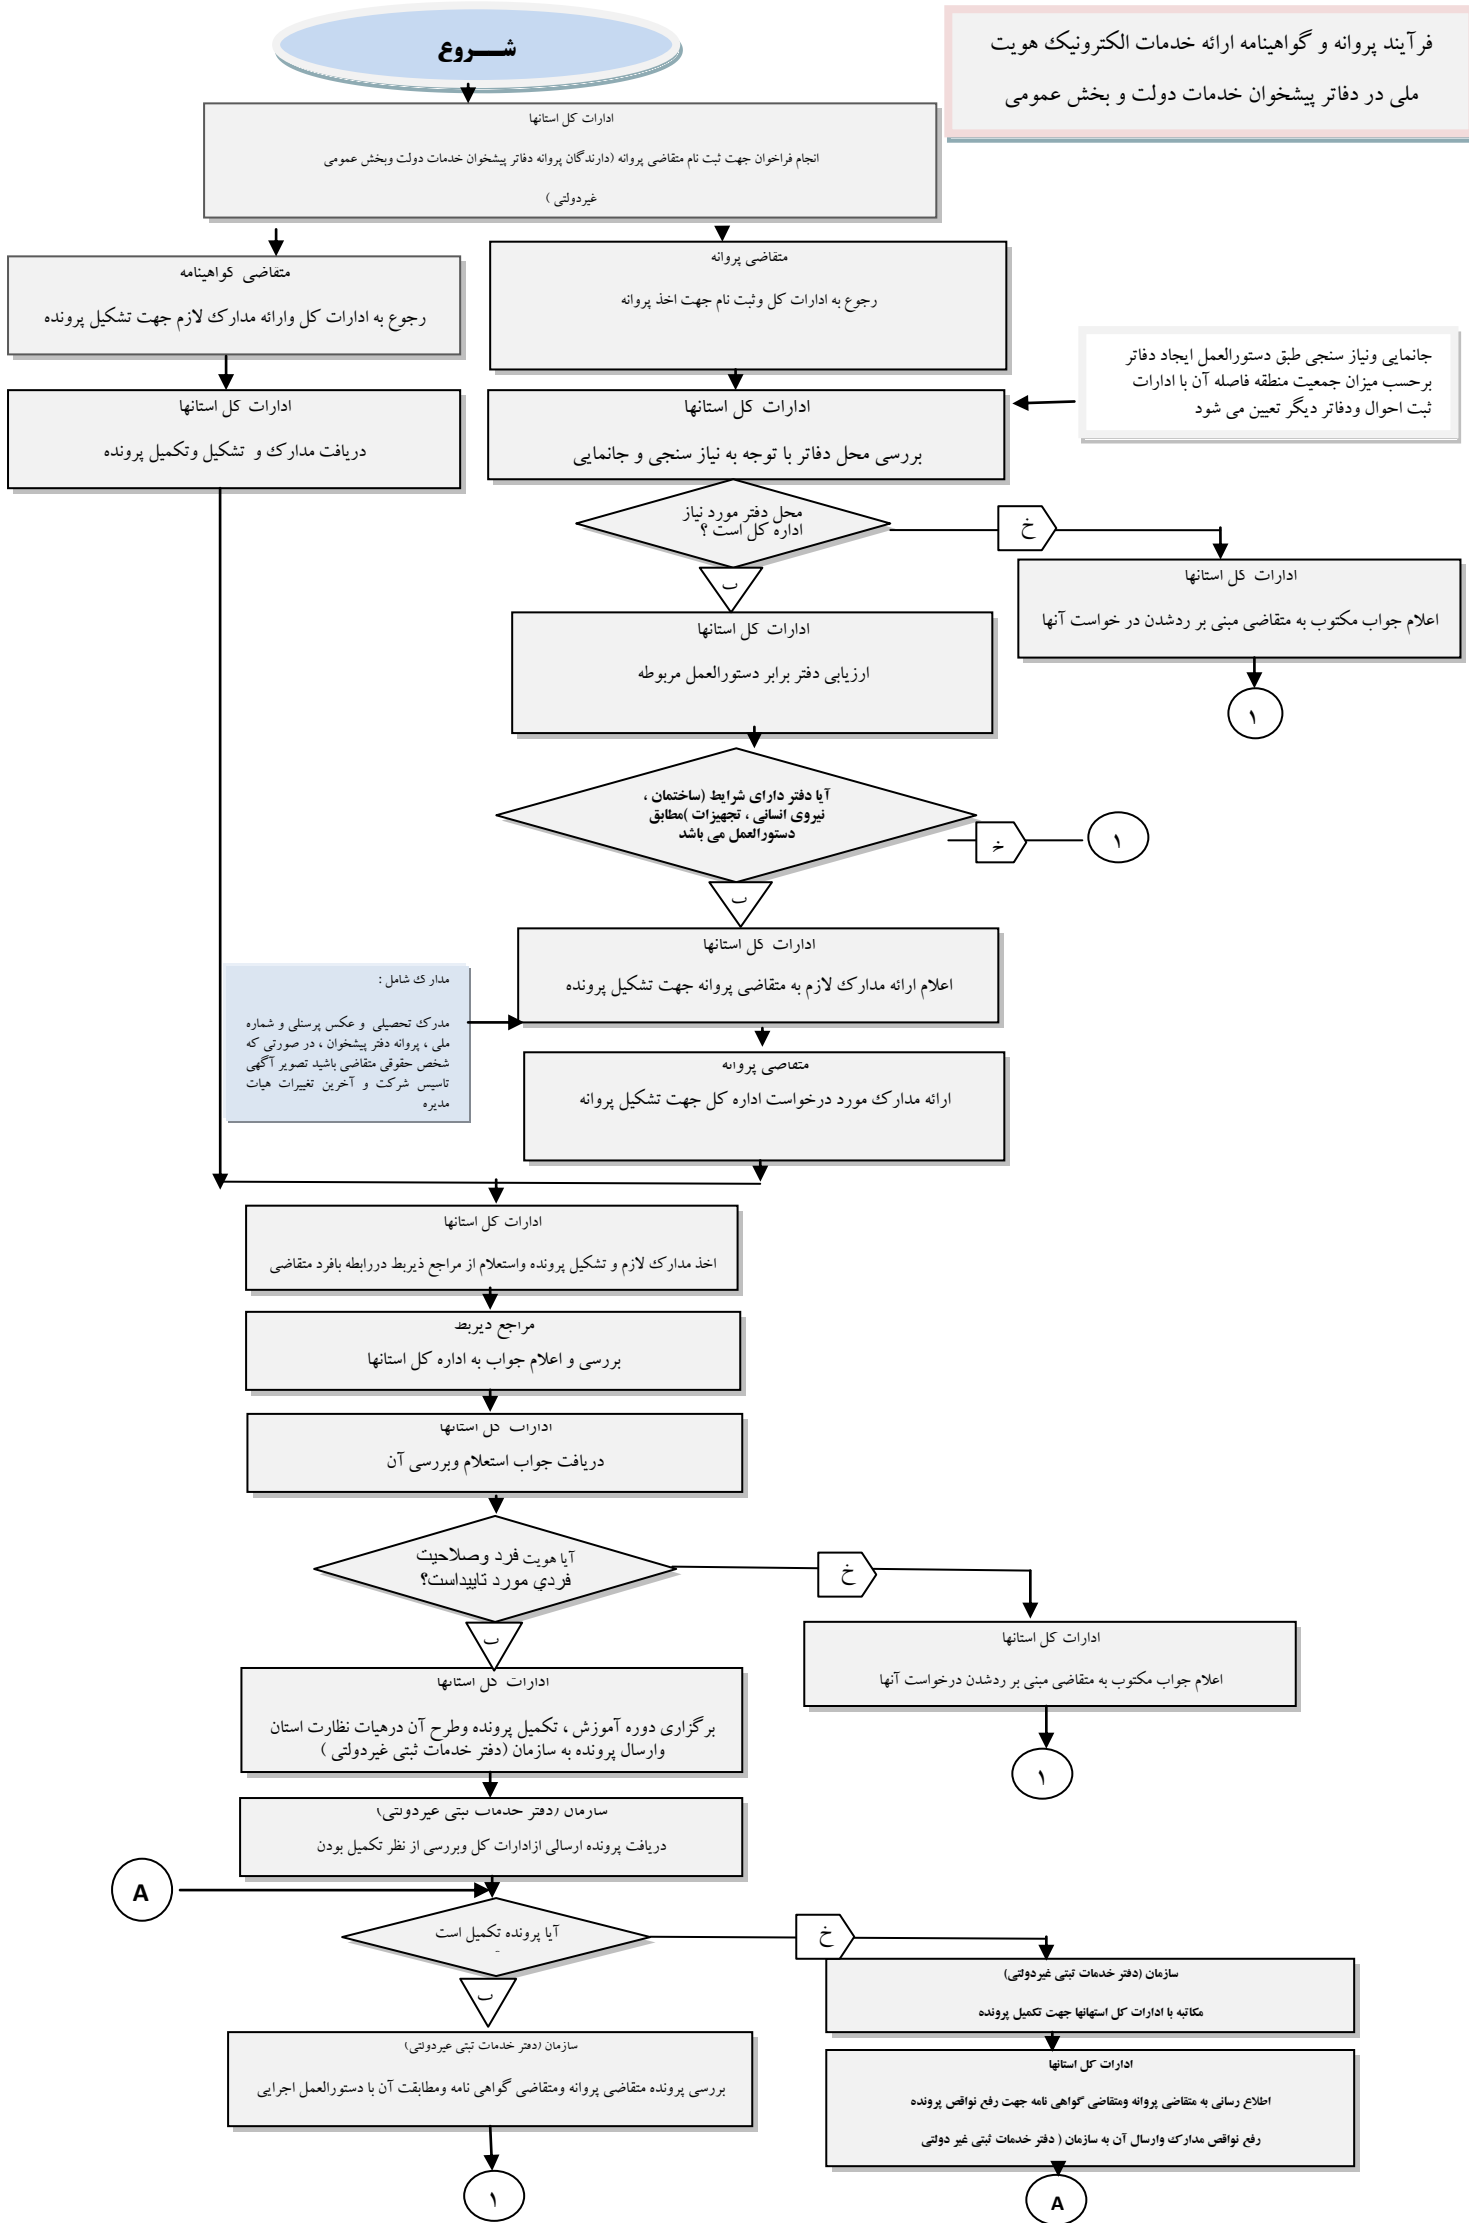 فرآیند پروانه و گواهینامه ارائه خدمات الکترونیک هویت
ملی در دفاتر پیشخوان خدمات دولت و بخش عمومی
شـــــروع
ادارات کل استانها
انجام فراخوان جهت ثبت نام متقاضی پروانه (دارندگان پروانه دفاتر پیشخوان خدمات دولت وبخش عمومی
غیردولتی )
متقاضی پروانه
رجوع به ادارات کل وثبت نام جهت اخذ پروانه
متقاضی گواهینامه
رجوع به ادارات کل وارائه مدارک لازم جهت تشکیل پرونده
جانمایی ونیاز سنجی طبق دستورالعمل ایجاد دفاتر
برحسب میزان جمعیت منطقه فاصله آن با ادارات
ثبت احوال ودفاتر دیگر تعیین می شود
ادارات کل استانها
بررسی محل دفاتر با توجه به نیاز سنجی و جانمایی
ادارات کل استانها
دریافت مدارک و تشکیل وتکمیل پرونده
محل دفتر مورد نیاز
اداره کل است ؟
خ
ب
ادارات کل استانها
اعلام جواب مکتوب به متقاضی مبنی بر ردشدن در خواست آنها
۱
ادارات کل استانها
ارزیابی دفتر برابر دستورالعمل مربوطه
آیا دفتر دارای شرایط (ساختمان ،
نیروی انسانی ، تجهیزات )مطابق
دستورالعمل می باشد
خ
۱
ب
ادارات کل استانها
اعلام ارائه مدارک لازم به متقاضی پروانه جهت تشکیل پرونده
مدارک شامل :
مدرک تحصیلی و عکس پرسنلی و شماره
ملی ، پروانه دفتر پیشخوان ، در صورتی که
شخص حقوقی متقاضی باشید تصویر آگهی
تاسیس شرکت و آخرین تغییرات هیات
مدیره
متقاضی پروانه
ارائه مدارک مورد درخواست اداره کل جهت تشکیل پروانه
ادارات کل استانها
اخذ مدارک لازم و تشکیل پرونده واستعلام از مراجع ذیربط دررابطه بافرد متقاضی
مراجع ذیربط
بررسی و اعلام جواب به اداره کل استانها
ادارات کل استانها
دریافت جواب استعلام وبررسی آن
آیا هویت فرد وصلاحیت
فردي مورد تاییداست؟
خ
ب
ادارات کل استانها
اعلام جواب مکتوب به متقاضی مبنی بر ردشدن درخواست آنها
۱
ادارات کل استانها
برگزاری دوره آموزش ، تکمیل پرونده وطرح آن درهیات نظارت استان
وارسال پرونده به سازمان (دفتر خدمات ثبتی غیردولتی )
سازمان (دفتر خدمات ثبتی غیردولتی)
دریافت پرونده ارسالی ازادارات کل وبررسی از نظر تکمیل بودن
A
آیا پرونده تکمیل است
خ
ب
سازمان (دفتر خدمات ثبتی غیردولتی)
مکاتبه با ادارات کل استهانها جهت تکمیل پرونده
ادارات کل استانها
اطلاع رسانی به متقاضی پروانه ومتقاضی گواهی نامه جهت رفع نواقص پرونده
رفع نواقص مدارک وارسال آن به سازمان ( دفتر خدمات ثبتی غیر دولتی
A
سازمان (دفتر خدمات ثبتی غیردولتی)
بررسی پرونده متقاضی پروانه ومتقاضی گواهی نامه ومطابقت آن با دستورالعمل اجرایی
۱